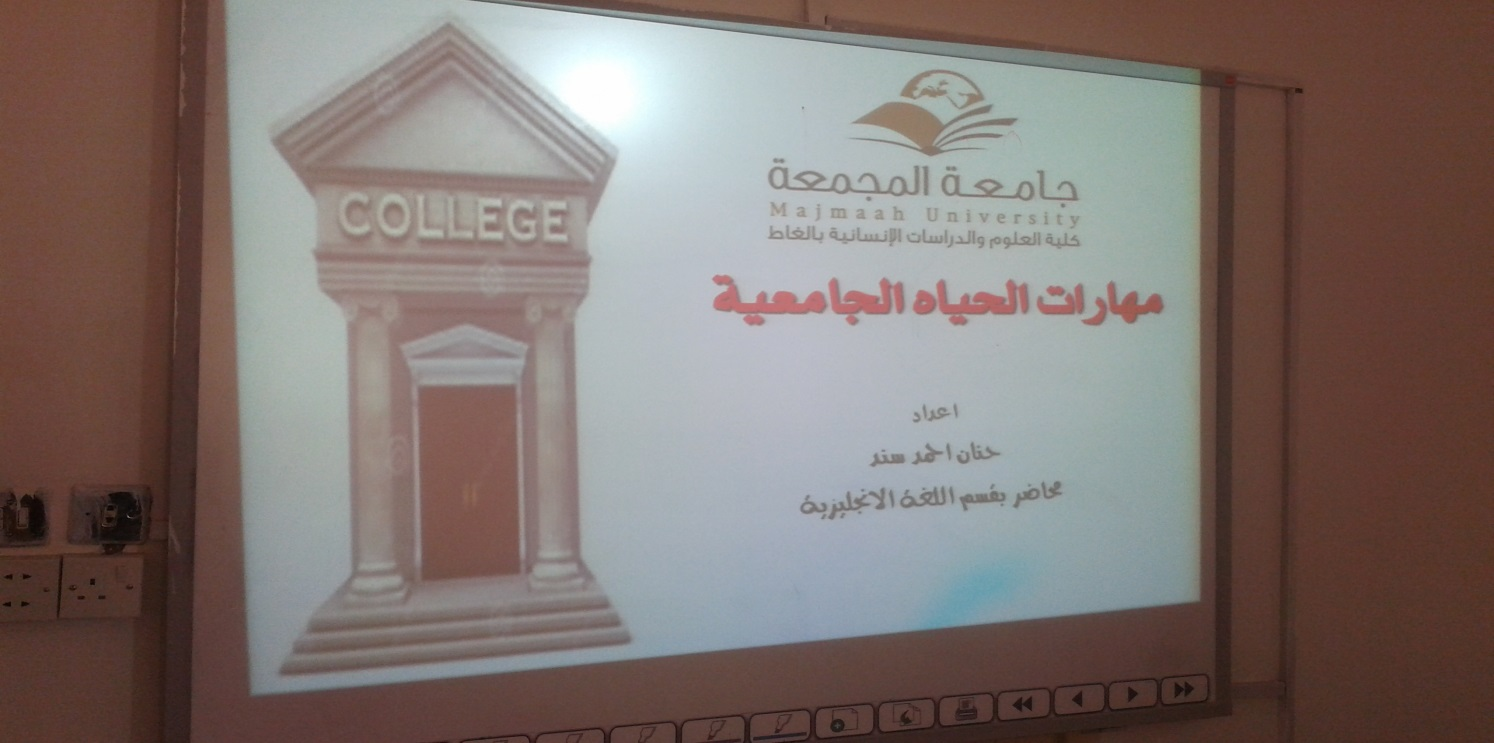 COLLEGE
جامعة المجمعة
Majmaah University
كلية العلوم والدراسات الإنسانية بالغاط
مهارات الحياه الجامعية
اعداد
حنان احمد سند
محاضر بقسم اللغة الانجليزية